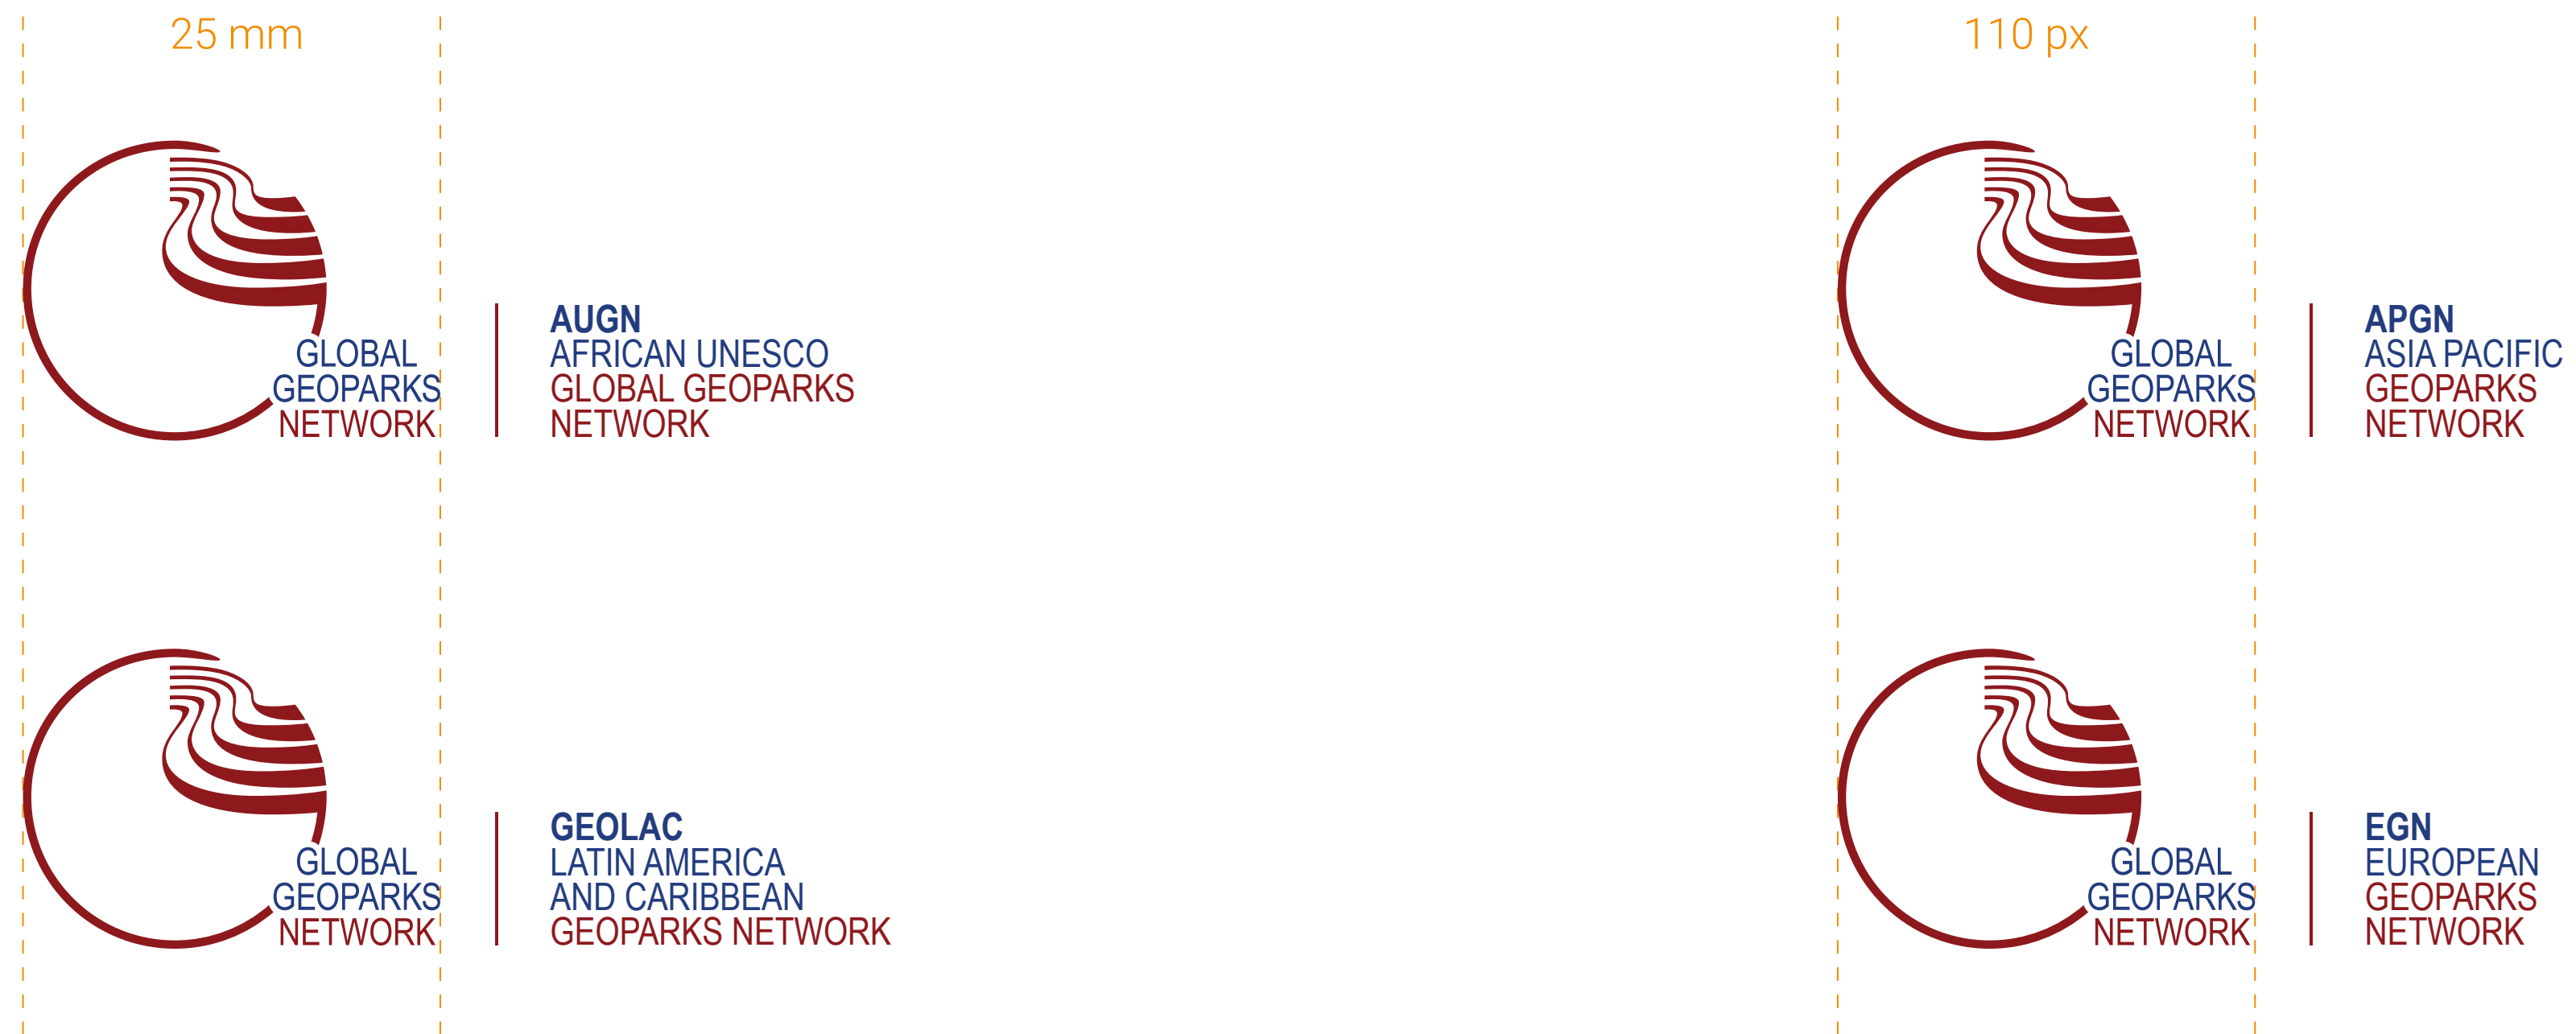 25 mm
110 px
GLOBAL
GEOPARKS
NETWORK
AUGN
AFRICAN UNESCO
GLOBAL GEOPARKS
NETWORK
GLOBAL
GEOPARKS
NETWORK
APGN
ASIA PACIFIC
GEOPARKS
NETWORK
GLOBAL
GEOPARKS
NETWORK
GEOLAC
LATIN AMERICA
AND CARIBBEAN
GEOPARKS NETWORK
GLOBAL
GEOPARKS
NETWORK
EGN
EUROPEAN
GEOPARKS
NETWORK